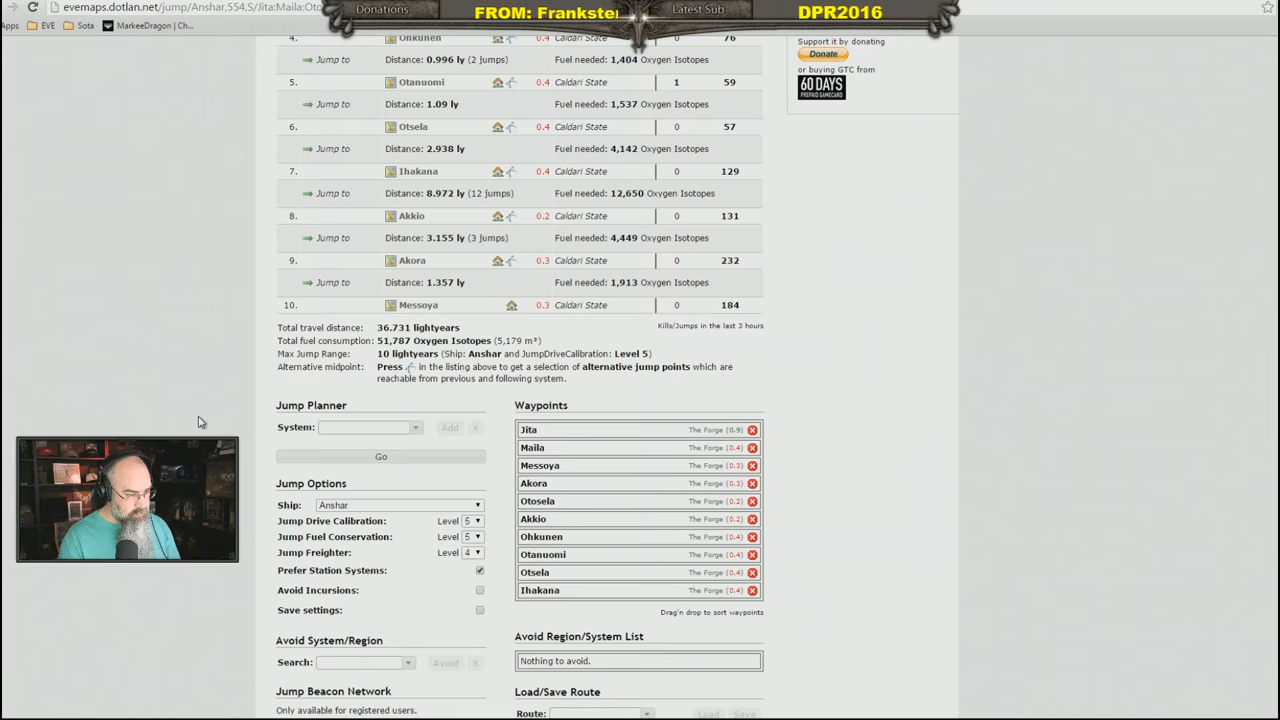 evemaps.dotlan.net/jump/Anshar,554,S/Jita:Maila:Oto
Donations
FROM: Frankster
Latest Sub
DPR2016
Apps
EVE
Sota
MarkeeDragon | Ch...
4. Ohkunen 0.4 Caldari State 0 76
Jump to Distance: 0.996 ly (2 jumps) Fuel needed: 1,404 Oxygen Isotopes
5. Otanuomi 0.4 Caldari State 1 59
Jump to Distance: 1.09 ly Fuel needed: 1,537 Oxygen Isotopes
6. Otsela 0.4 Caldari State 0 57
Jump to Distance: 2.938 ly Fuel needed: 4,142 Oxygen Isotopes
7. Ihakana 0.4 Caldari State 0 129
Jump to Distance: 8.972 ly (12 jumps) Fuel needed: 12,650 Oxygen Isotopes
8. Akkio 0.2 Caldari State 0 131
Jump to Distance: 3.155 ly (3 jumps) Fuel needed: 4,449 Oxygen Isotopes
9. Akora 0.3 Caldari State 0 232
Jump to Distance: 1.357 ly Fuel needed: 1,913 Oxygen Isotopes
10. Messoya 0.3 Caldari State 0 184
Total travel distance: 36.731 lightyears
Kills/Jumps in the last 3 hours
Total fuel consumption: 51,787 Oxygen Isotopes (5,179 m³)
Max Jump Range: 10 lightyears (Ship: Anshar and JumpDriveCalibration: Level 5)
Alternative midpoint: Press in the listing above to get a selection of alternative jump points which are
reachable from previous and following system.
Support it by donating
Donate
or buying GTC from
60 DAYS
PREPAID GAMECARD
Jump Planner
System: Add X
Go
Jump Options
Ship: Anshar
Jump Drive Calibration: Level 5
Jump Fuel Conservation: Level 5
Jump Freighter: Level 4
Prefer Station Systems:
Avoid Incursions:
Save settings:
Avoid System/Region
Search: Avoid X
Jump Beacon Network
Only available for registered users.
Waypoints
Jita The Forge (0.9)
Maila The Forge (0.4)
Messoya The Forge (0.3)
Akora The Forge (0.3)
Otosela The Forge (0.2)
Akkio The Forge (0.2)
Ohkunen The Forge (0.4)
Otanuomi The Forge (0.4)
Otsela The Forge (0.4)
Ihakana The Forge (0.4)
Drag'n drop to sort waypoints
Avoid Region/System List
Nothing to avoid.
Load/Save Route
Route: Load Save